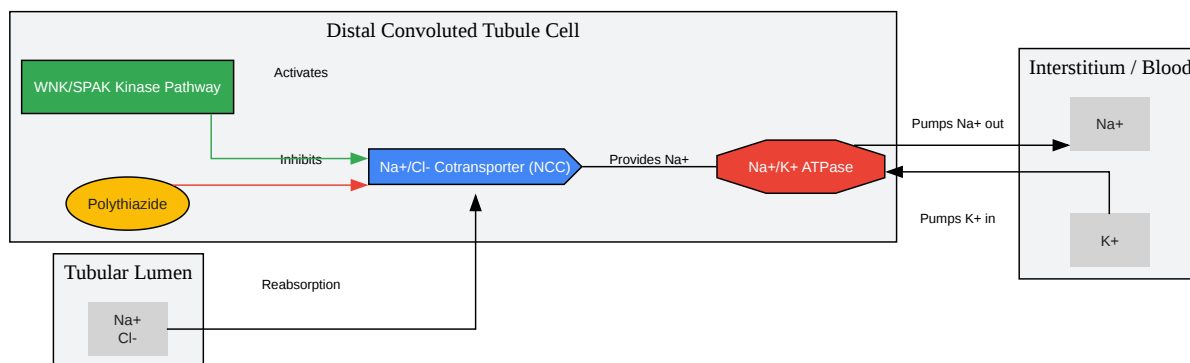 Distal Convoluted Tubule Cell
WNK/SPAK Kinase Pathway
Activates
Interstitium / Blood
Na+
Pumps Na+ out
Inhibits
Na+/Cl- Cotransporter (NCC)
Provides Na+
Na+/K+ ATPase
Polythiazide
Pumps K+ in
K+
Tubular Lumen
Reabsorption
Na+
Cl-